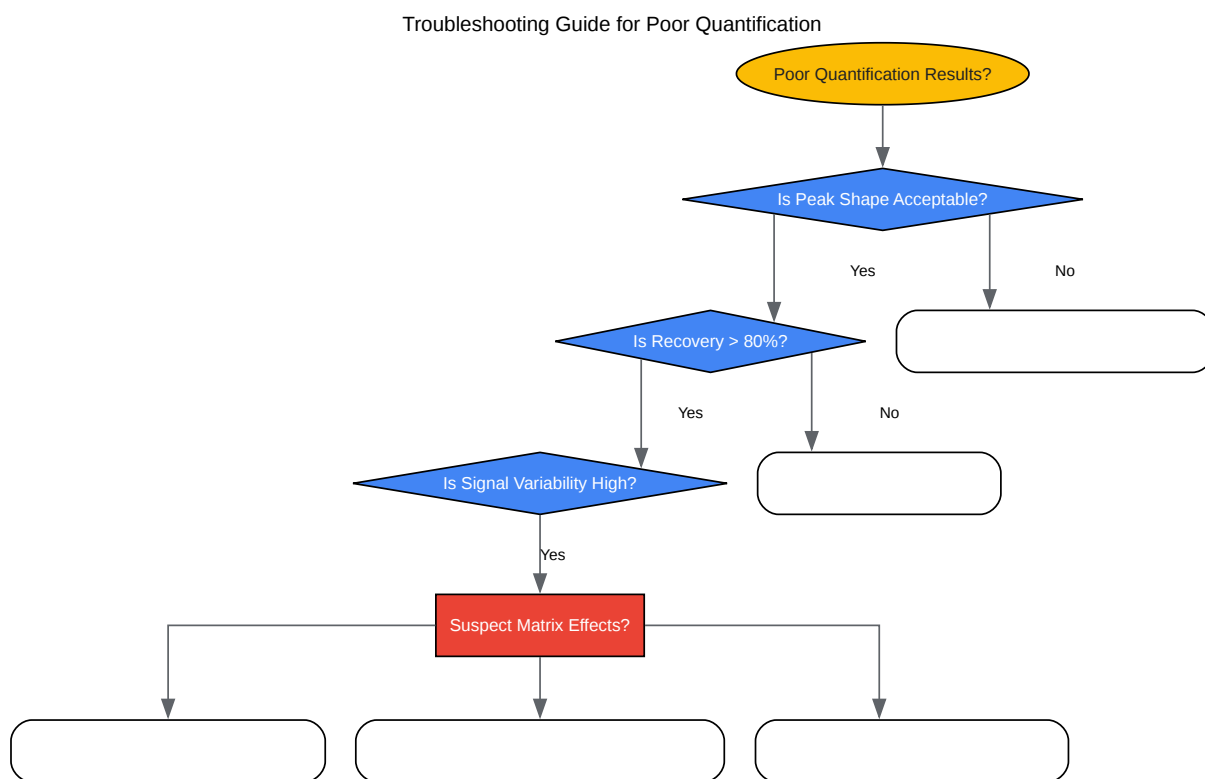 Troubleshooting Guide for Poor Quantification
Poor Quantification Results?
Is Peak Shape Acceptable?
Yes
No
Is Recovery > 80%?
Yes
No
Is Signal Variability High?
Yes
Suspect Matrix Effects?